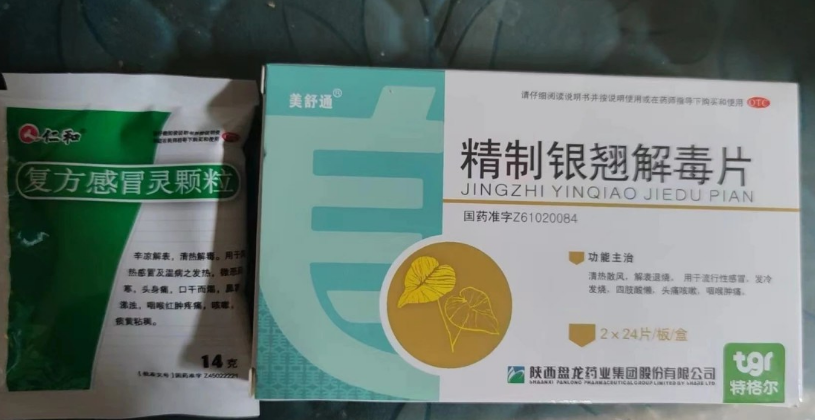 仁和
复方感冒灵颗粒
辛凉解表，清热解毒。用于
热感冒及温病之发热，微恶风
寒，头身痛，口干而渴，鼻塞
涕浊，咽喉红肿疼痛，咳嗽，
痰黄粘稠。
14克
美舒通®
请仔细阅读说明书并按说明使用或在药师指导下购买和使用 OTC
精制银翘解毒片
JINGZHI YINQIAO JIEDU PIAN
国药准字Z61020084
功能主治
清热散风，解表退烧。用于流行性感冒，发冷
发烧，四肢酸懒，头痛咳嗽，咽喉肿痛。
2×24片/板/盒
陕西盘龙药业集团股份有限公司
SHAANXI PANLONG PHARMACEUTICAL GROUP LIMITED BY SHARE LTD
tgr
特格尔